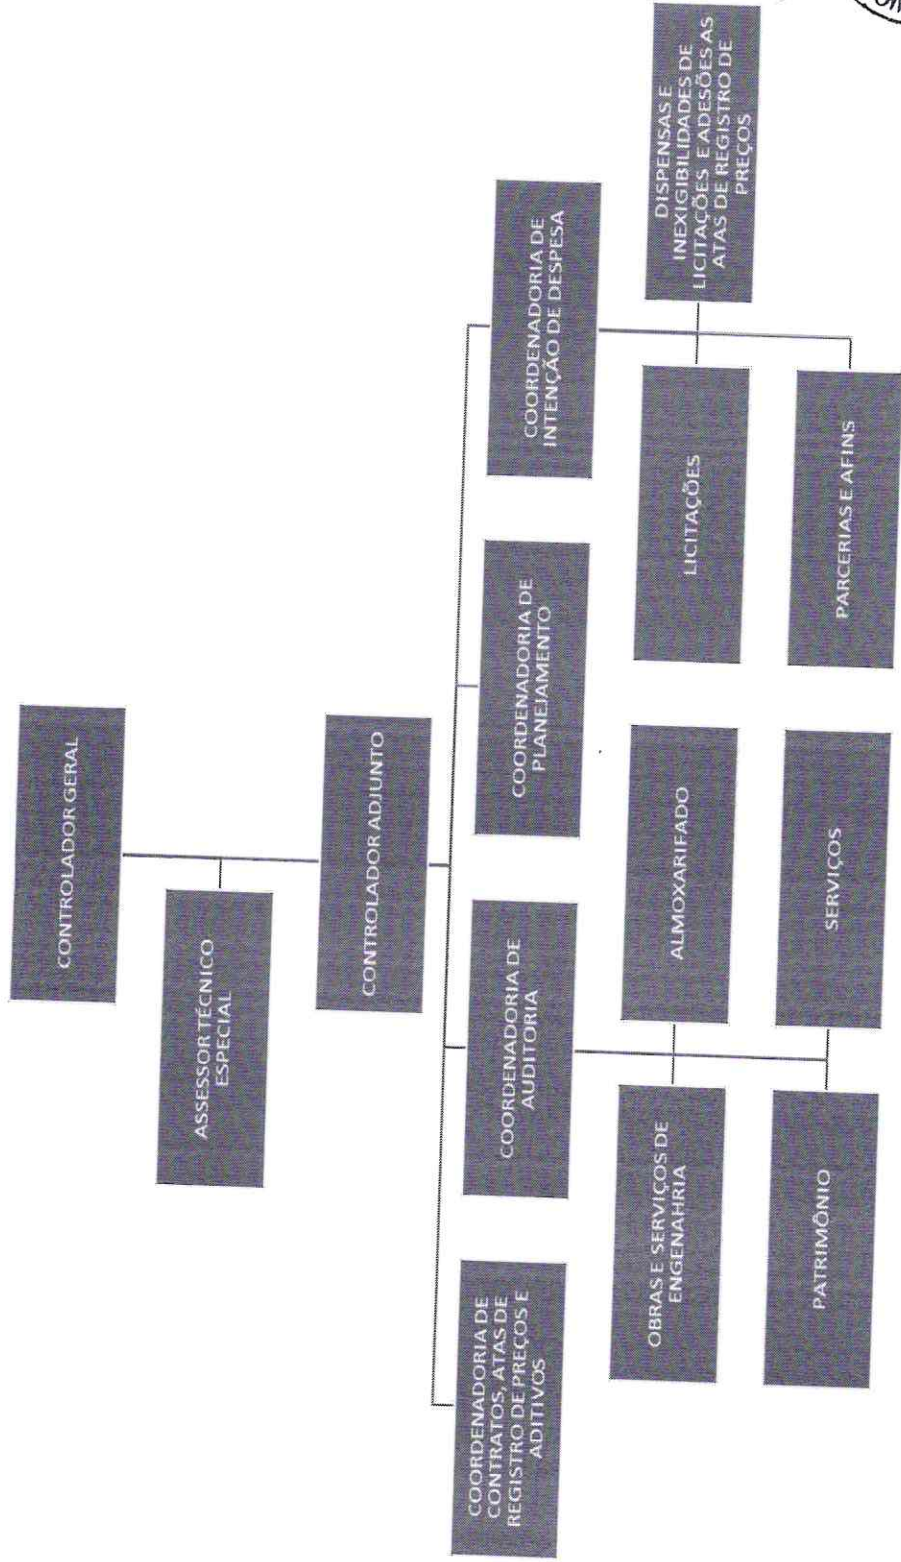 CONTROLADOR GERAL
ASSESSOR TÉCNICO
ESPECIAL
CONTROLADOR ADJUNTO
COORDENADORIA DE
CONTRATOS, ATAS DE
REGISTRO DE PREÇOS E
ADITIVOS
COORDENADORIA DE
AUDITORIA
COORDENADORIA DE
PLANEJAMENTO
COORDENADORIA DE
INTENÇÃO DE DESPESA
OBRAS E SERVIÇOS DE
ENGENAHRIA
ALMOXARIFADO
LICITAÇÕES
DISPENSAS E
INEXIGIBILIDADES DE
LICITAÇÕES E ADESÕES AS
ATAS DE REGISTRO DE
PREÇOS
PATRIMÔNIO
SERVIÇOS
PARCERIAS E AFINS